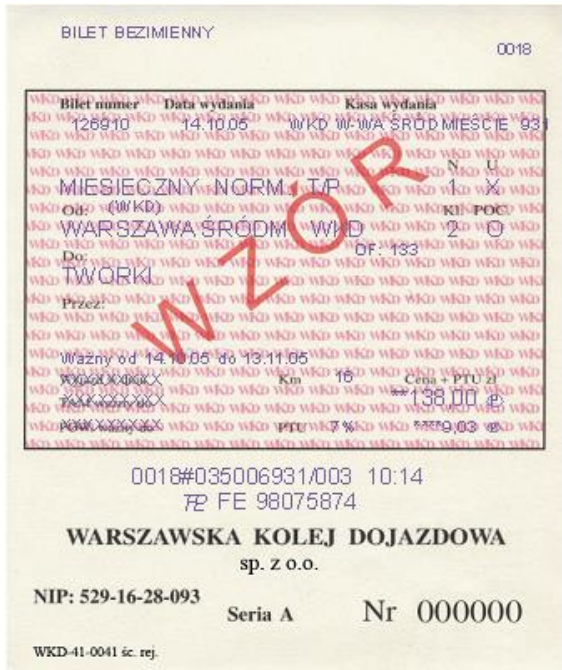 BILET BEZIMIENNY
0018
Bilet numer Data wydania Kasa wydania
126910 14.10.05 WKD W-WA ŚRÓDMIEŚCIE 931
N U
MIESIECZNY NORM. T/P 1 X
Od: (WKD) Kl. POC.
WARSZAWA ŚRÓDM WKD 2 O
Do: OF: 133
TWORKI
Przez:
WZÓR
Ważny od 14.10.05 do 13.11.05
Km 16 Cena + PTU zł
**138,00
PTU 7% ****9,03
0018#035006931/003 10:14
FE 98075874
WARSZAWSKA KOLEJ DOJAZDOWA
sp. z o.o.
NIP: 529-16-28-093
Seria A Nr 000000
WKD-41-0041 śc. rej.